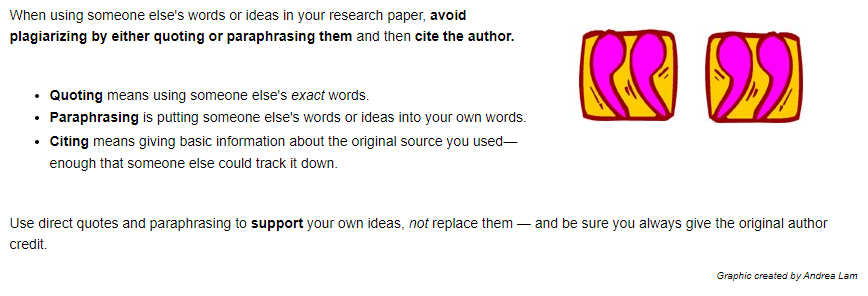 When using someone else's words or ideas in your research paper, avoid
plagiarizing by either quoting or paraphrasing them and then cite the author.
• Quoting means using someone else's exact words.
• Paraphrasing is putting someone else's words or ideas into your own words.
• Citing means giving basic information about the original source you used—
enough that someone else could track it down.
Use direct quotes and paraphrasing to support your own ideas, not replace them — and be sure you always give the original author
credit.
Graphic created by Andrea Lam